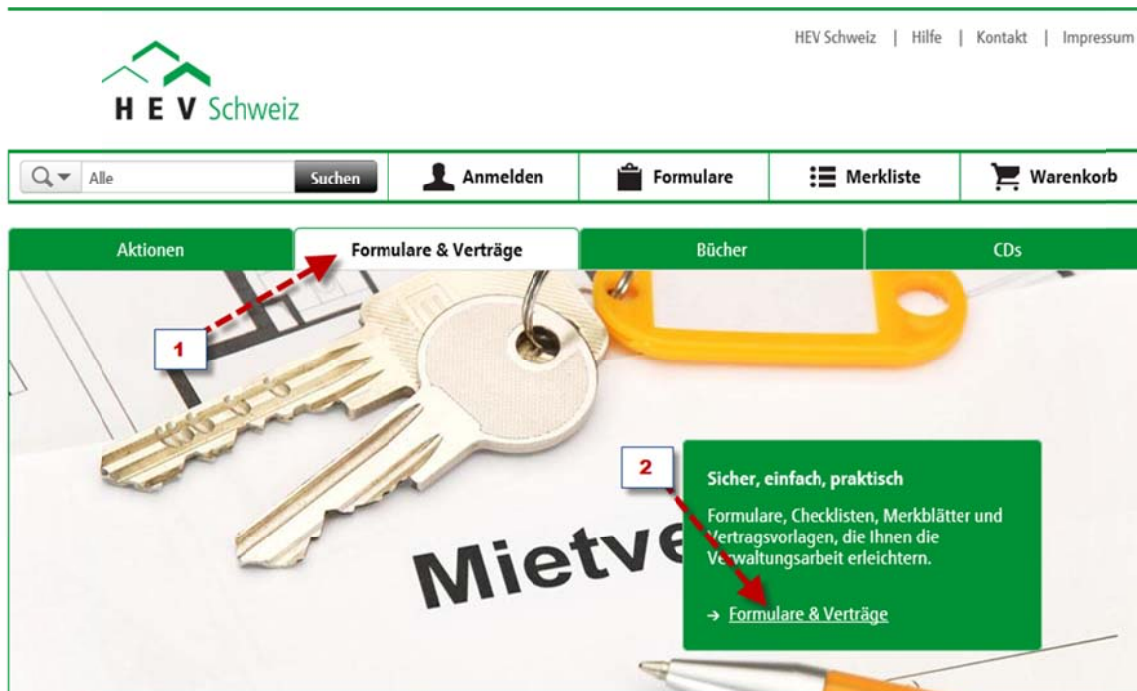 HEV Schweiz | Hilfe | Kontakt | Impressum
HEV Schweiz
Alle
Suchen
Anmelden
Formulare
Merkliste
Warenkorb
Aktionen
Formulare & Verträge
Bücher
CDs
1
2
Sicher, einfach, praktisch
Formulare, Checklisten, Merkblätter und
Vertragsvorlagen, die Ihnen die
Verwaltungsarbeit erleichtern.
→ Formulare & Verträge
Mietve